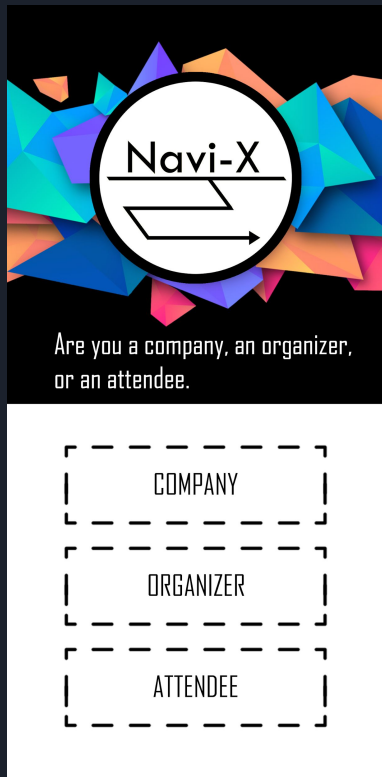 Navi-X
Are you a company, an organizer,
or an attendee.
COMPANY
ORGANIZER
ATTENDEE